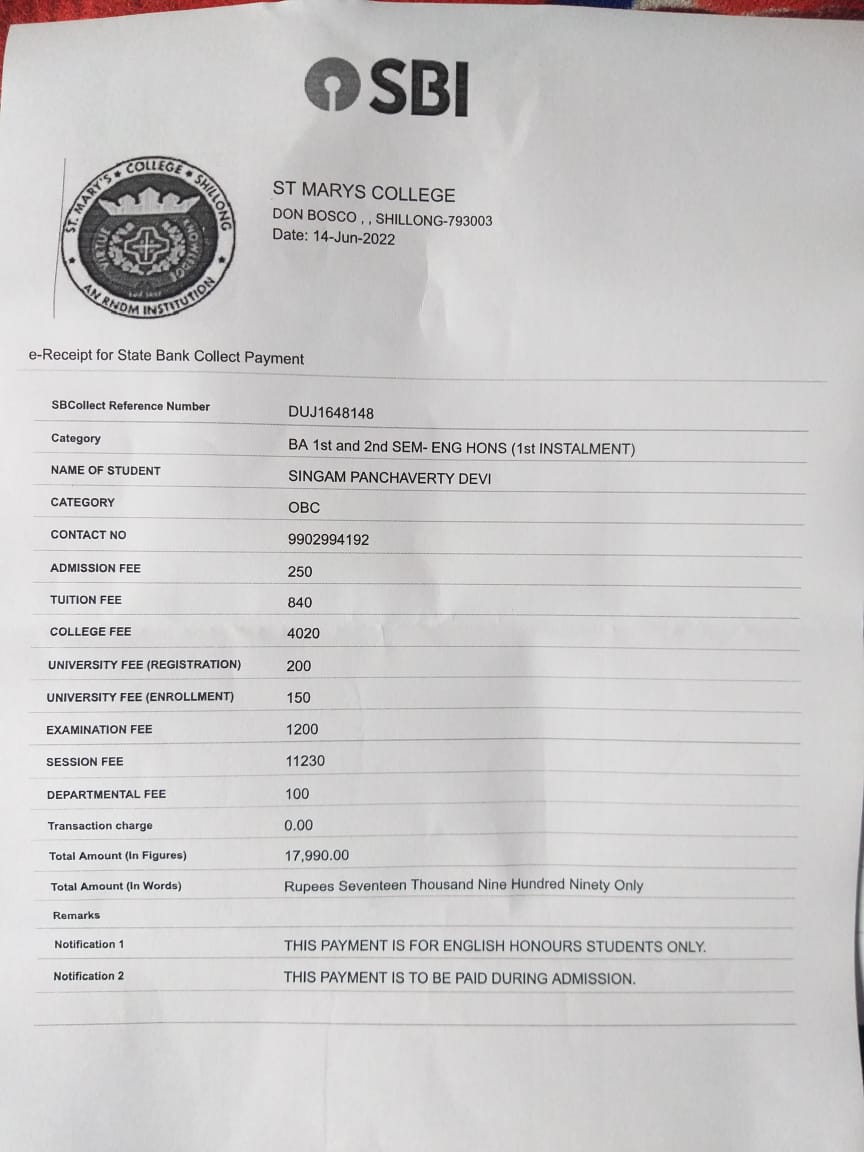 SBI
ST. MARY'S ★ COLLEGE ★ SHILLONG
VIRTUE KNOWLEDGE
AN RNDM INSTITUTION
ST MARYS COLLEGE
DON BOSCO , , SHILLONG-793003
Date: 14-Jun-2022
e-Receipt for State Bank Collect Payment
SBCollect Reference Number DUJ1648148
Category BA 1st and 2nd SEM- ENG HONS (1st INSTALMENT)
NAME OF STUDENT SINGAM PANCHAVERTY DEVI
CATEGORY OBC
CONTACT NO 9902994192
ADMISSION FEE 250
TUITION FEE 840
COLLEGE FEE 4020
UNIVERSITY FEE (REGISTRATION) 200
UNIVERSITY FEE (ENROLLMENT) 150
EXAMINATION FEE 1200
SESSION FEE 11230
DEPARTMENTAL FEE 100
Transaction charge 0.00
Total Amount (In Figures) 17,990.00
Total Amount (In Words) Rupees Seventeen Thousand Nine Hundred Ninety Only
Remarks
Notification 1 THIS PAYMENT IS FOR ENGLISH HONOURS STUDENTS ONLY.
Notification 2 THIS PAYMENT IS TO BE PAID DURING ADMISSION.